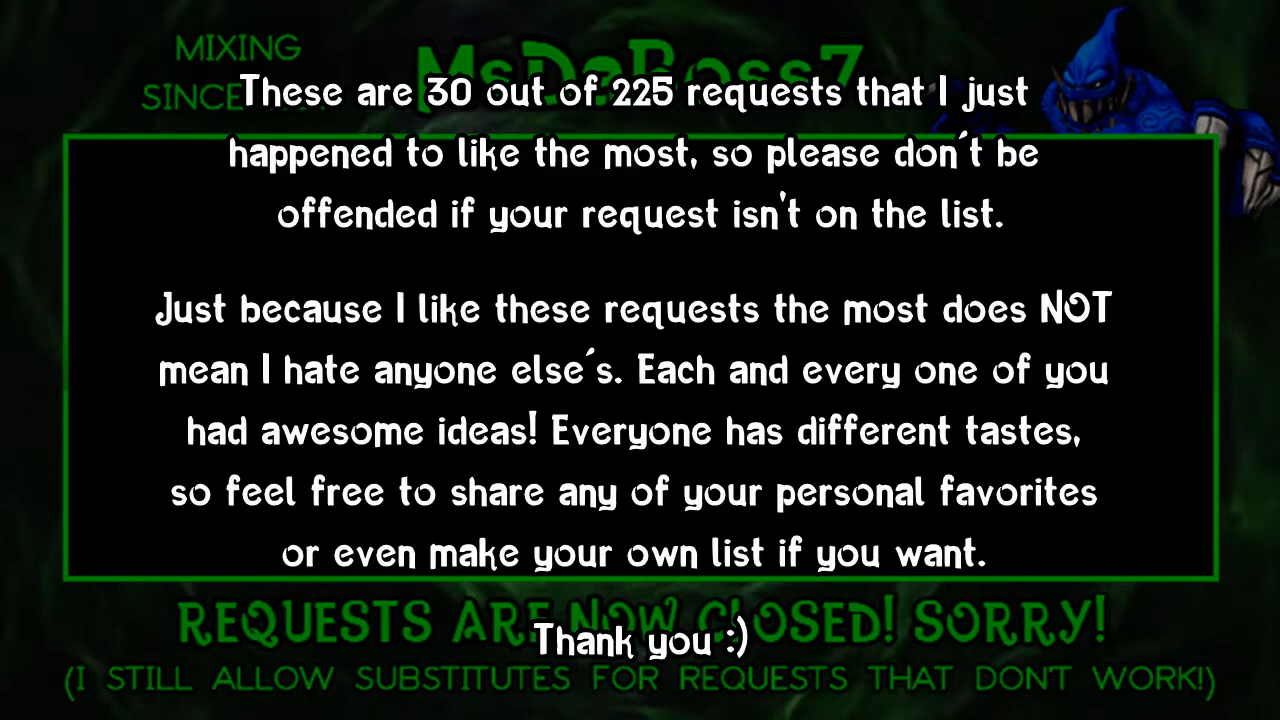 MIXING
SINCE
MsDaBoss7
These are 30 out of 225 requests that I just
happened to like the most, so please don´t be
offended if your request isn't on the list.
Just because I like these requests the most does NOT
mean I hate anyone else´s. Each and every one of you
had awesome ideas! Everyone has different tastes,
so feel free to share any of your personal favorites
or even make your own list if you want.
REQUESTS ARE NOW CLOSED! SORRY!
Thank you :)
(I STILL ALLOW SUBSTITUTES FOR REQUESTS THAT DON'T WORK!)